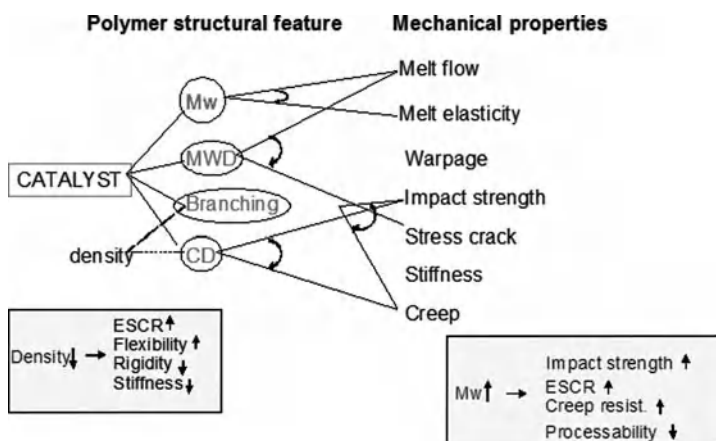 Polymer structural feature
Mechanical properties
Mw
MWD
CATALYST
Branching
density
CD
Melt flow
Melt elasticity
Warpage
Impact strength
Stress crack
Stiffness
Creep
Density↓ →
ESCR↑
Flexibility ↑
Rigidity ↓
Stiffness↓
Mw↑ →
Impact strength ↑
ESCR ↑
Creep resist. ↑
Processability ↓